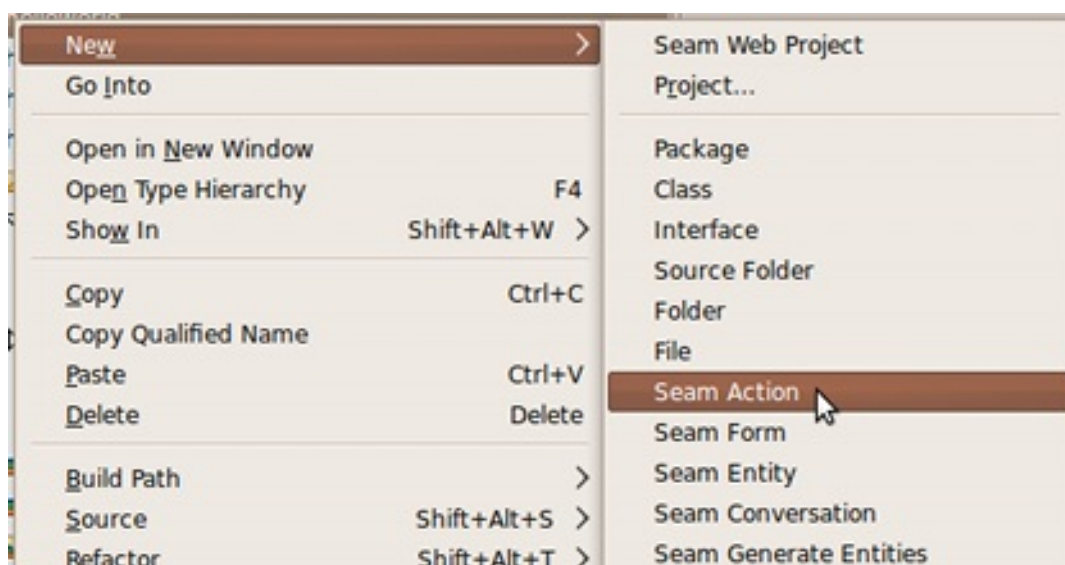 New
Go Into
Open in New Window
Open Type Hierarchy F4
Show In Shift+Alt+W
Copy Ctrl+C
Copy Qualified Name
Paste Ctrl+V
Delete Delete
Build Path
Source Shift+Alt+S
Refactor Shift+Alt+T
Seam Web Project
Project...
Package
Class
Interface
Source Folder
Folder
File
Seam Action
Seam Form
Seam Entity
Seam Conversation
Seam Generate Entities